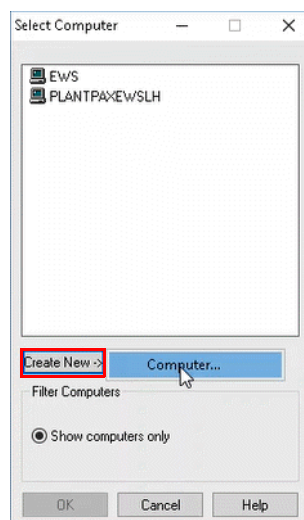 Select Computer
EWS
PLANTPAXEWSLH
Create New -> Computer...
Filter Computers
Show computers only
OK Cancel Help